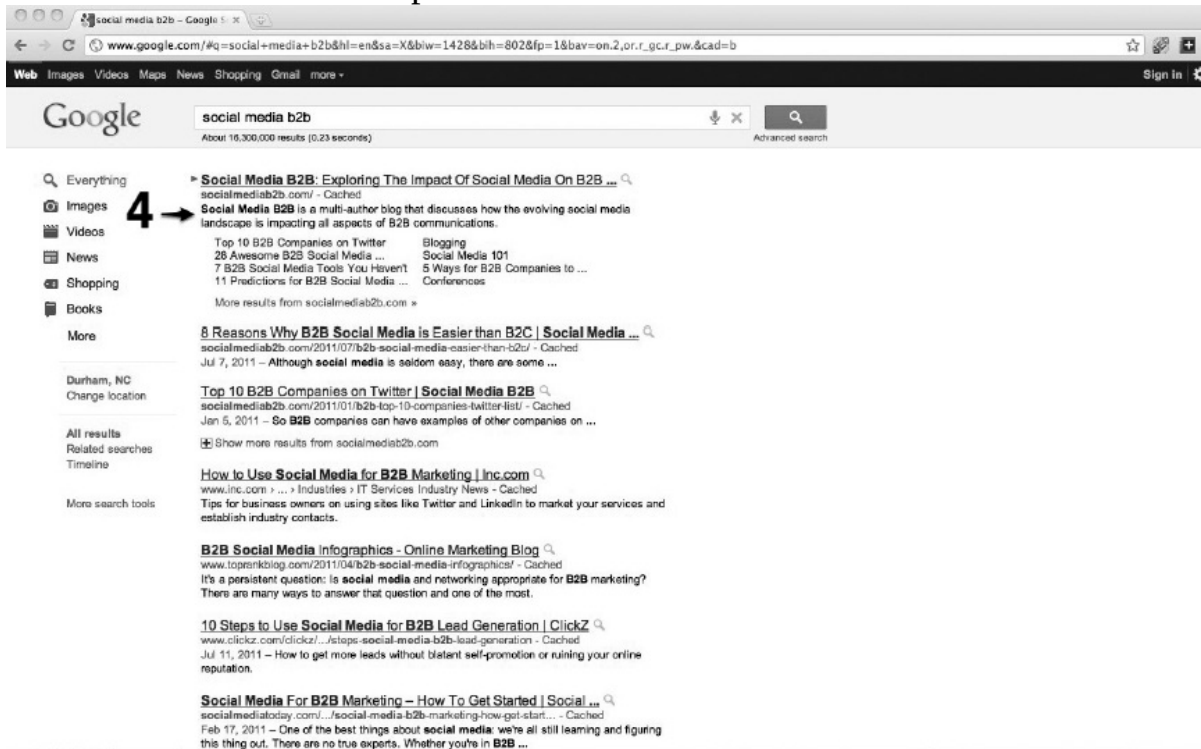 social media b2b – Google S
www.google.com/#q=social+media+b2b&hl=en&sa=X&biw=1428&bih=802&fp=1&bav=on.2,or.r_gc.r_pw.&cad=b
Web Images Videos Maps News Shopping Gmail more
Sign in
Google
social media b2b
About 16,300,000 results (0.23 seconds)
Advanced search
Everything
Images
Videos
News
Shopping
Books
More
Durham, NC
Change location
All results
Related searches
Timeline
More search tools
4
Social Media B2B: Exploring The Impact Of Social Media On B2B ...
socialmediab2b.com/ - Cached
Social Media B2B is a multi-author blog that discusses how the evolving social media
landscape is impacting all aspects of B2B communications.
Top 10 B2B Companies on Twitter Blogging
26 Awesome B2B Social Media ... Social Media 101
7 B2B Social Media Tools You Haven't 5 Ways for B2B Companies to ...
11 Predictions for B2B Social Media ... Conferences
More results from socialmediab2b.com »
8 Reasons Why B2B Social Media is Easier than B2C | Social Media ...
socialmediab2b.com/2011/07/b2b-social-media-easier-than-b2c/ - Cached
Jul 7, 2011 – Although social media is seldom easy, there are some ...
Top 10 B2B Companies on Twitter | Social Media B2B
socialmediab2b.com/2011/01/b2b-top-10-companies-twitter-list/ - Cached
Jan 5, 2011 – So B2B companies can have examples of other companies on ...
Show more results from socialmediab2b.com
How to Use Social Media for B2B Marketing | Inc.com
www.inc.com › ... › Industries › IT Services Industry News - Cached
Tips for business owners on using sites like Twitter and LinkedIn to market your services and
establish industry contacts.
B2B Social Media Infographics - Online Marketing Blog
www.toprankblog.com/2011/04/b2b-social-media-infographics/ - Cached
It's a persistent question: Is social media and networking appropriate for B2B marketing?
There are many ways to answer that question and one of the most.
10 Steps to Use Social Media for B2B Lead Generation | ClickZ
www.clickz.com/clickz/.../steps-social-media-b2b-lead-generation - Cached
Jul 11, 2011 – How to get more leads without blatant self-promotion or ruining your online
reputation.
Social Media For B2B Marketing – How To Get Started | Social ...
socialmediatoday.com/.../social-media-b2b-marketing-how-get-start... - Cached
Feb 17, 2011 – One of the best things about social media: we're all still learning and figuring
this thing out. There are no true experts. Whether you're in B2B ...